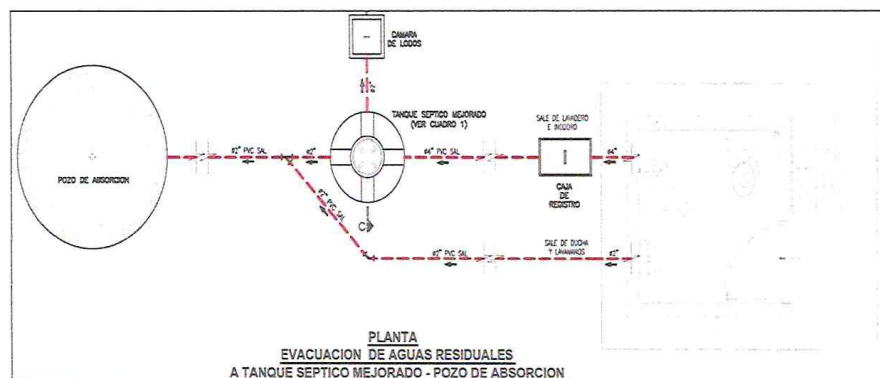 CAMARA
DE LODOS
ø2"
TANQUE SEPTICO MEJORADO
(VER CUADRO 1)
SALE DE LAVADERO
E INODORO
ø2" PVC SAL
ø2"
ø4" PVC SAL
ø4"
POZO DE ABSORCION
CAJA
DE
REGISTRO
ø2" PVC SAL
C
ø2" PVC SAL
SALE DE DUCHA
Y LAVAMANOS
ø2"
PLANTA
EVACUACION DE AGUAS RESIDUALES
A TANQUE SEPTICO MEJORADO - POZO DE ABSORCION